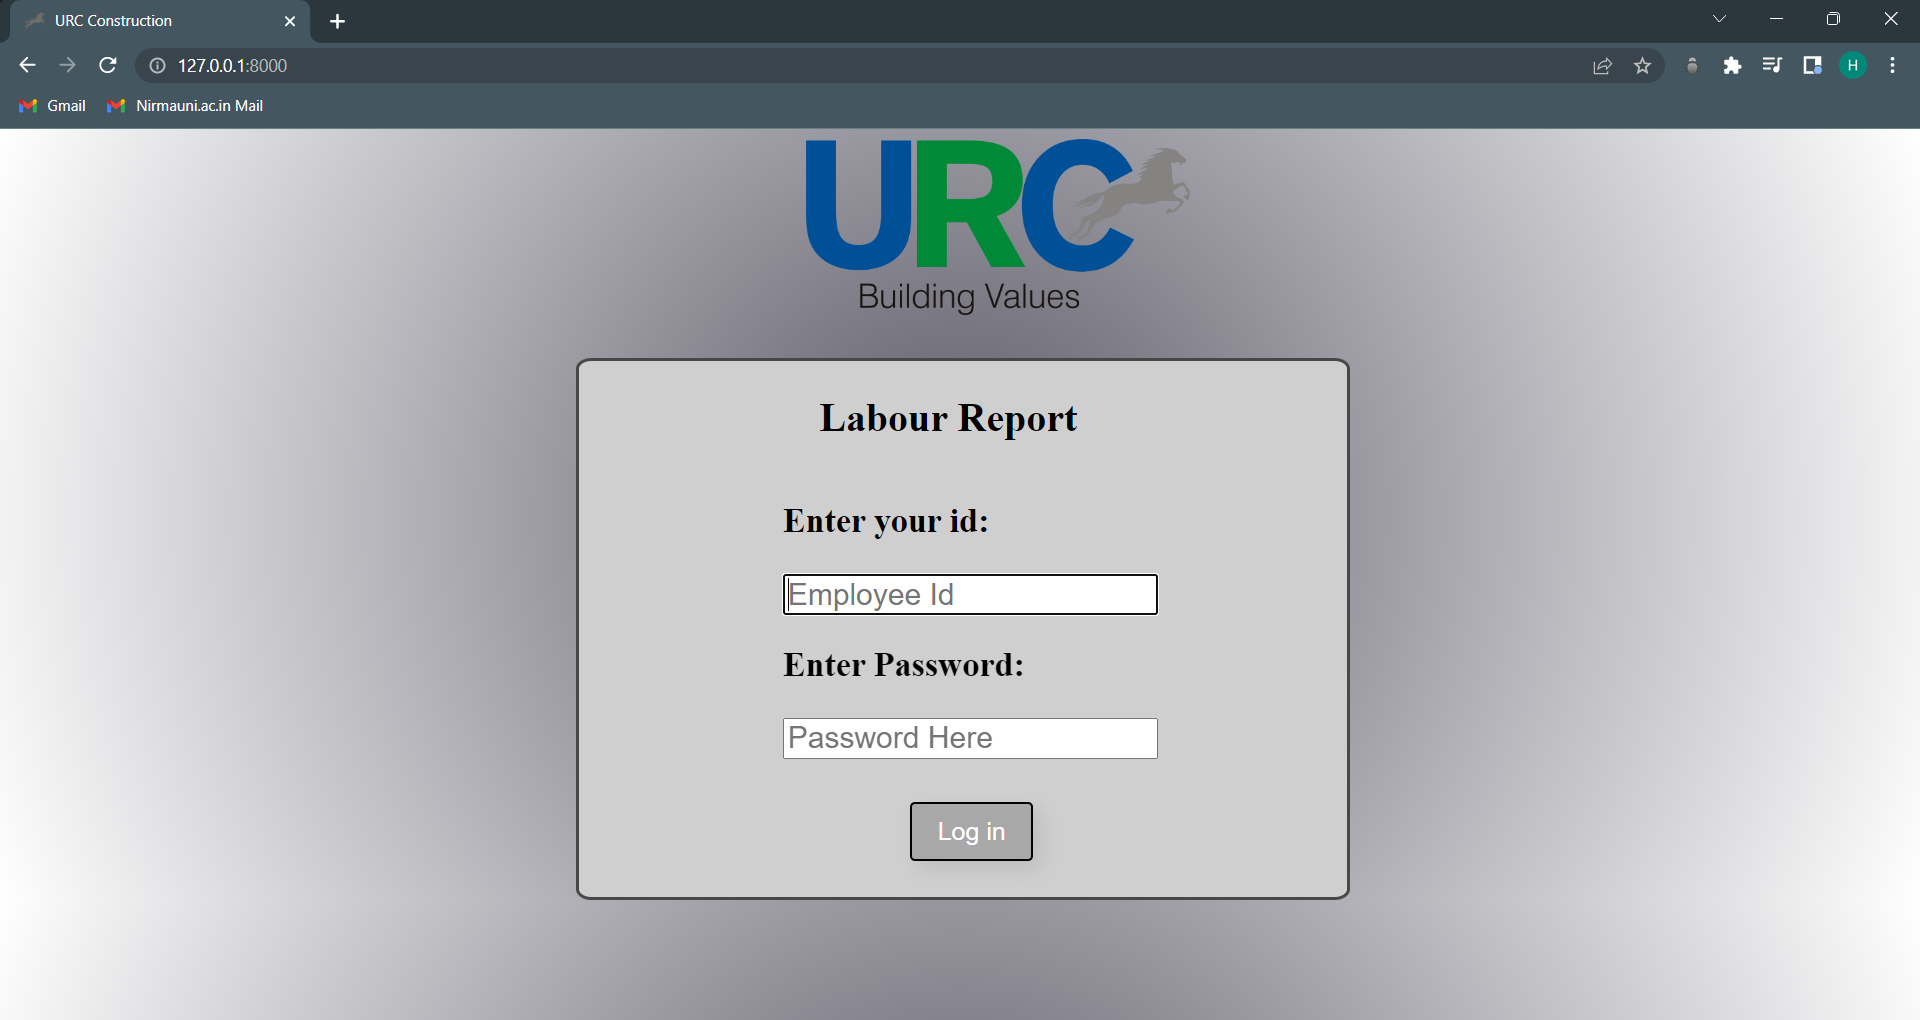 URC Construction
127.0.0.1:8000
H
Gmail
Nirmauni.ac.in Mail
URC
Building Values
Labour Report
Enter your id:
Employee Id
Enter Password:
Password Here
Log in